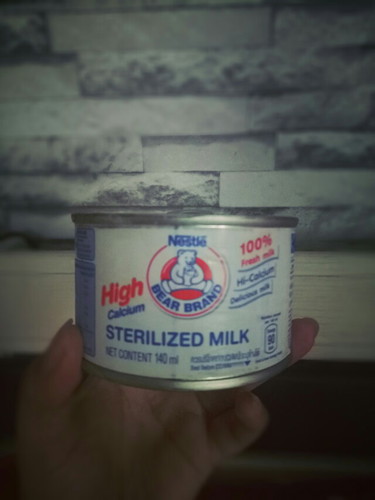 Nestlé
BEAR BRAND
High
Calcium
100%
Fresh milk
Hi-Calcium
Delicious milk
STERILIZED MILK
NET CONTENT 140 ml